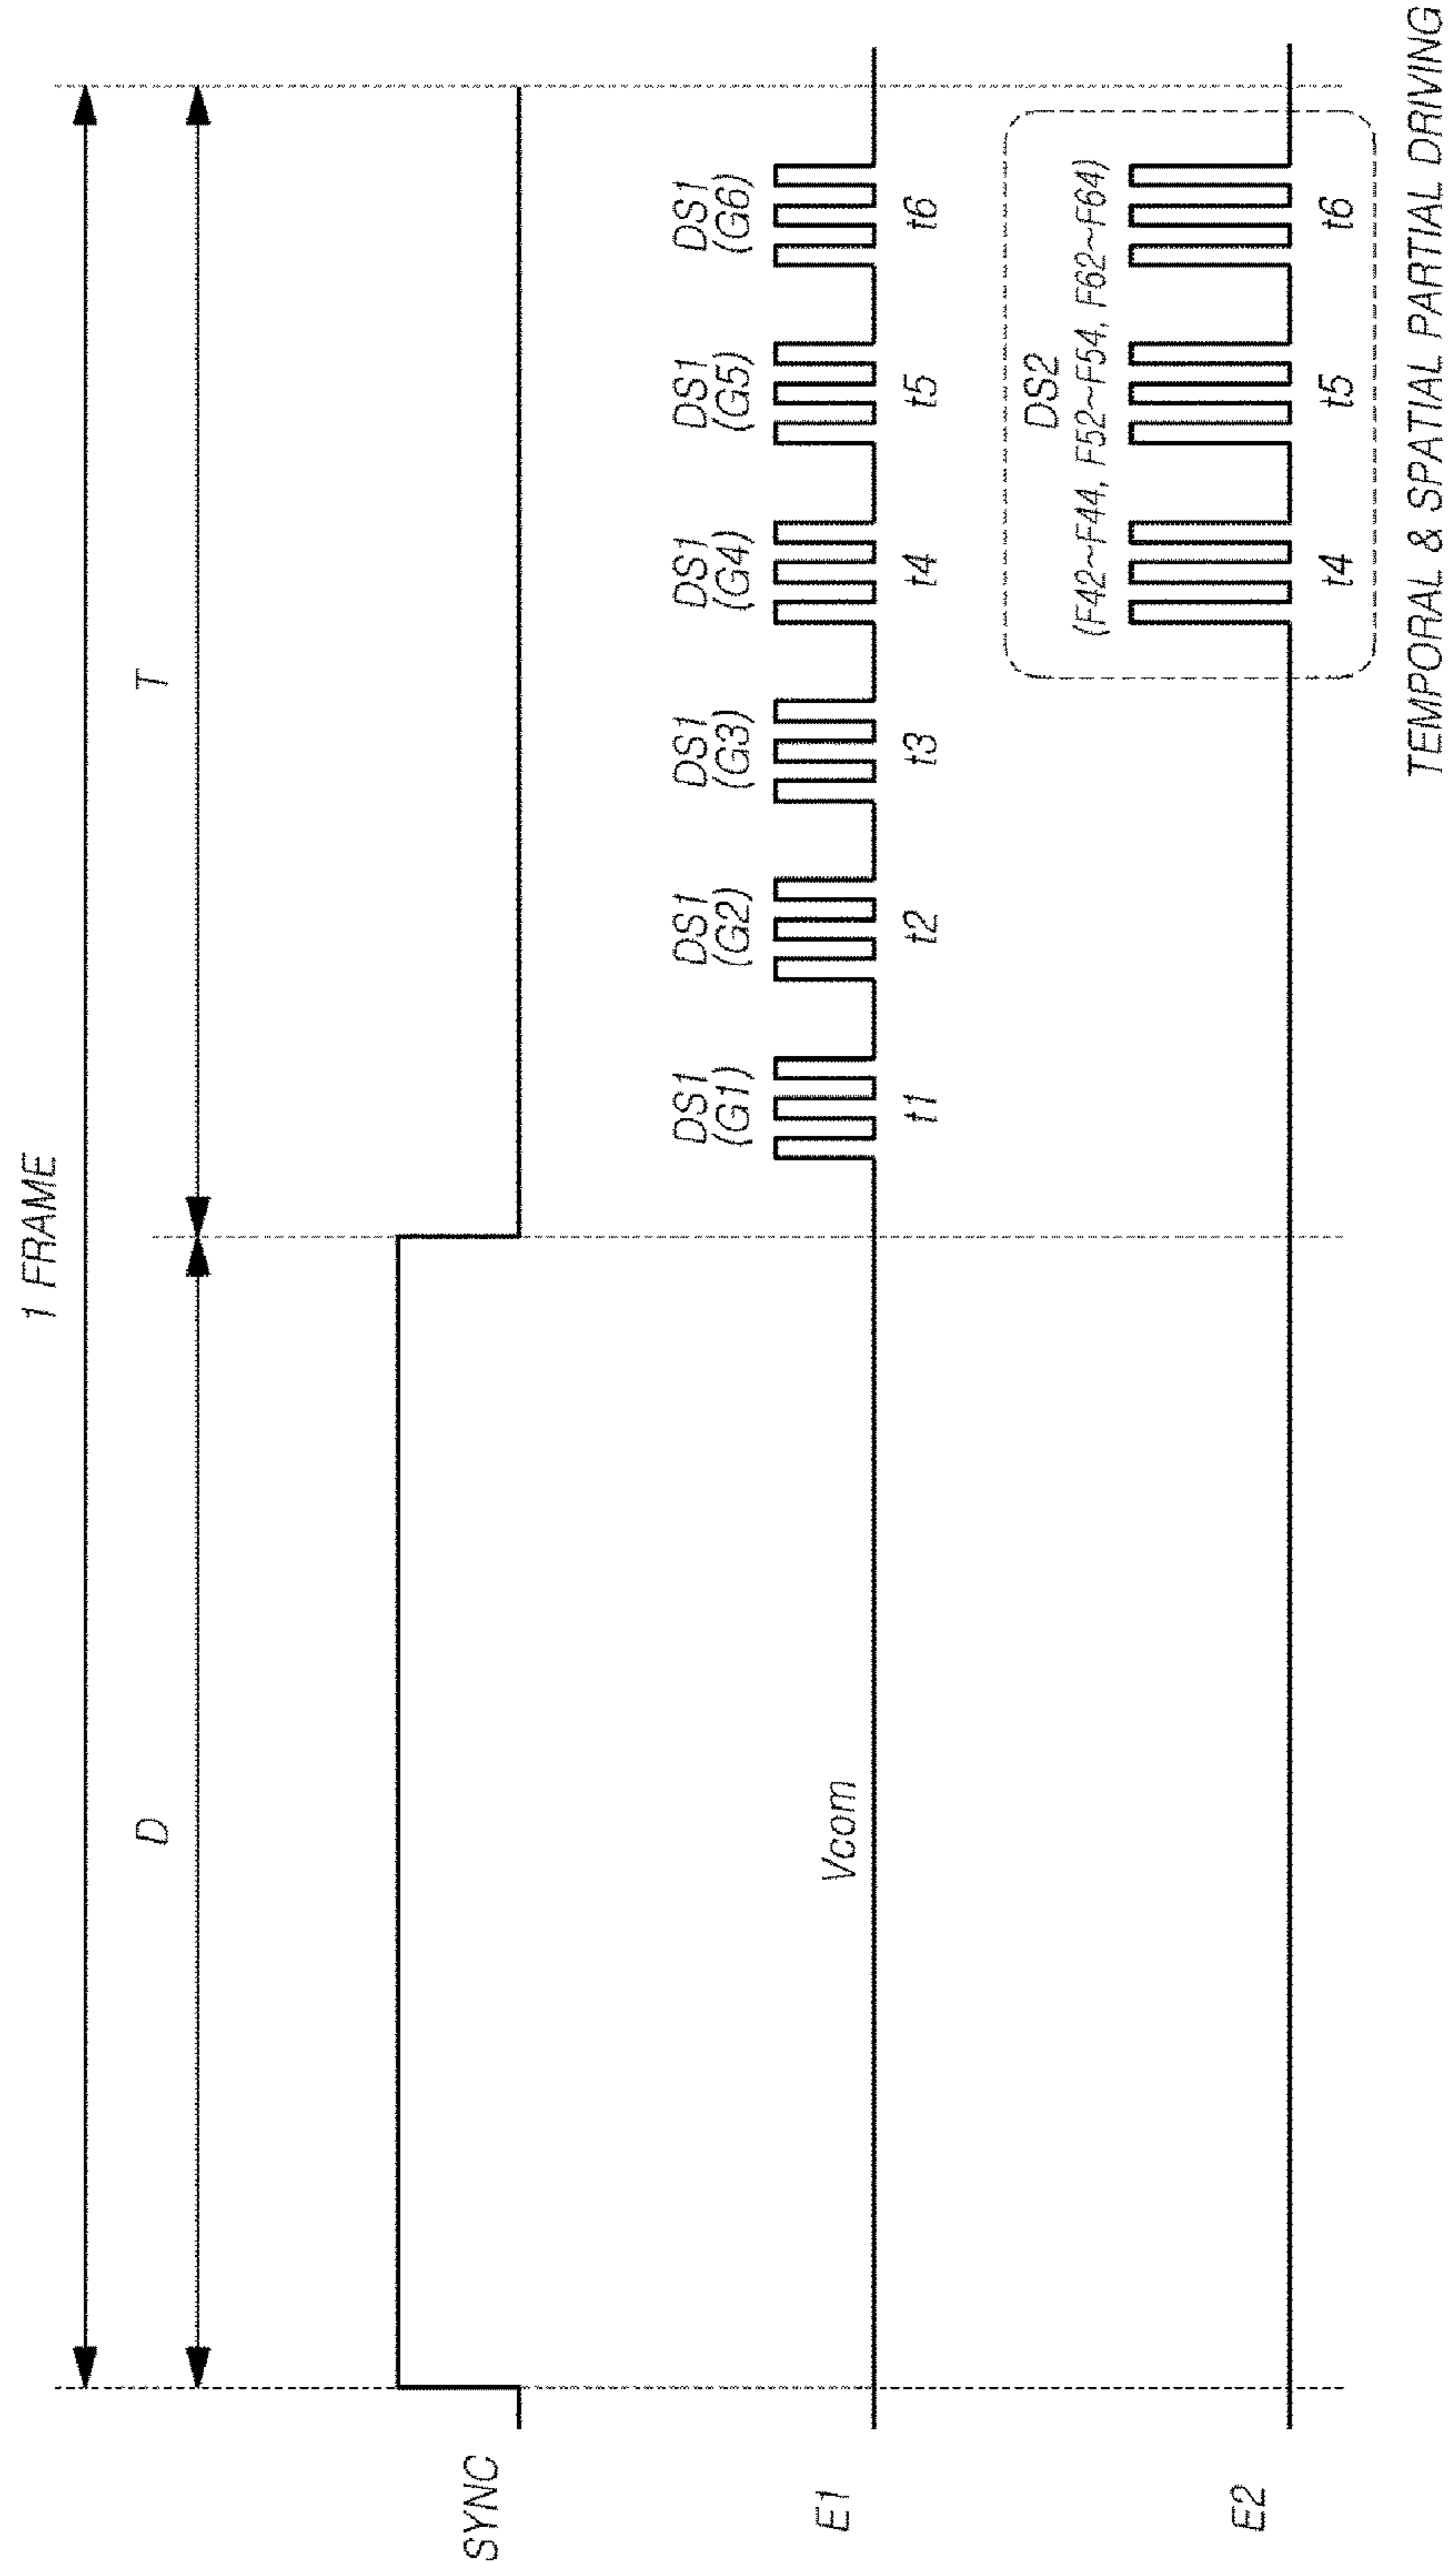 1 FRAME
D
T
SYNC
E1
Vcom
DS1
(G1)
DS1
(G2)
DS1
(G3)
DS1
(G4)
DS1
(G5)
DS1
(G6)
t1
t2
t3
t4
t5
t6
E2
DS2
(F42~F44, F52~F54, F62~F64)
t4
t5
t6
TEMPORAL & SPATIAL PARTIAL DRIVING